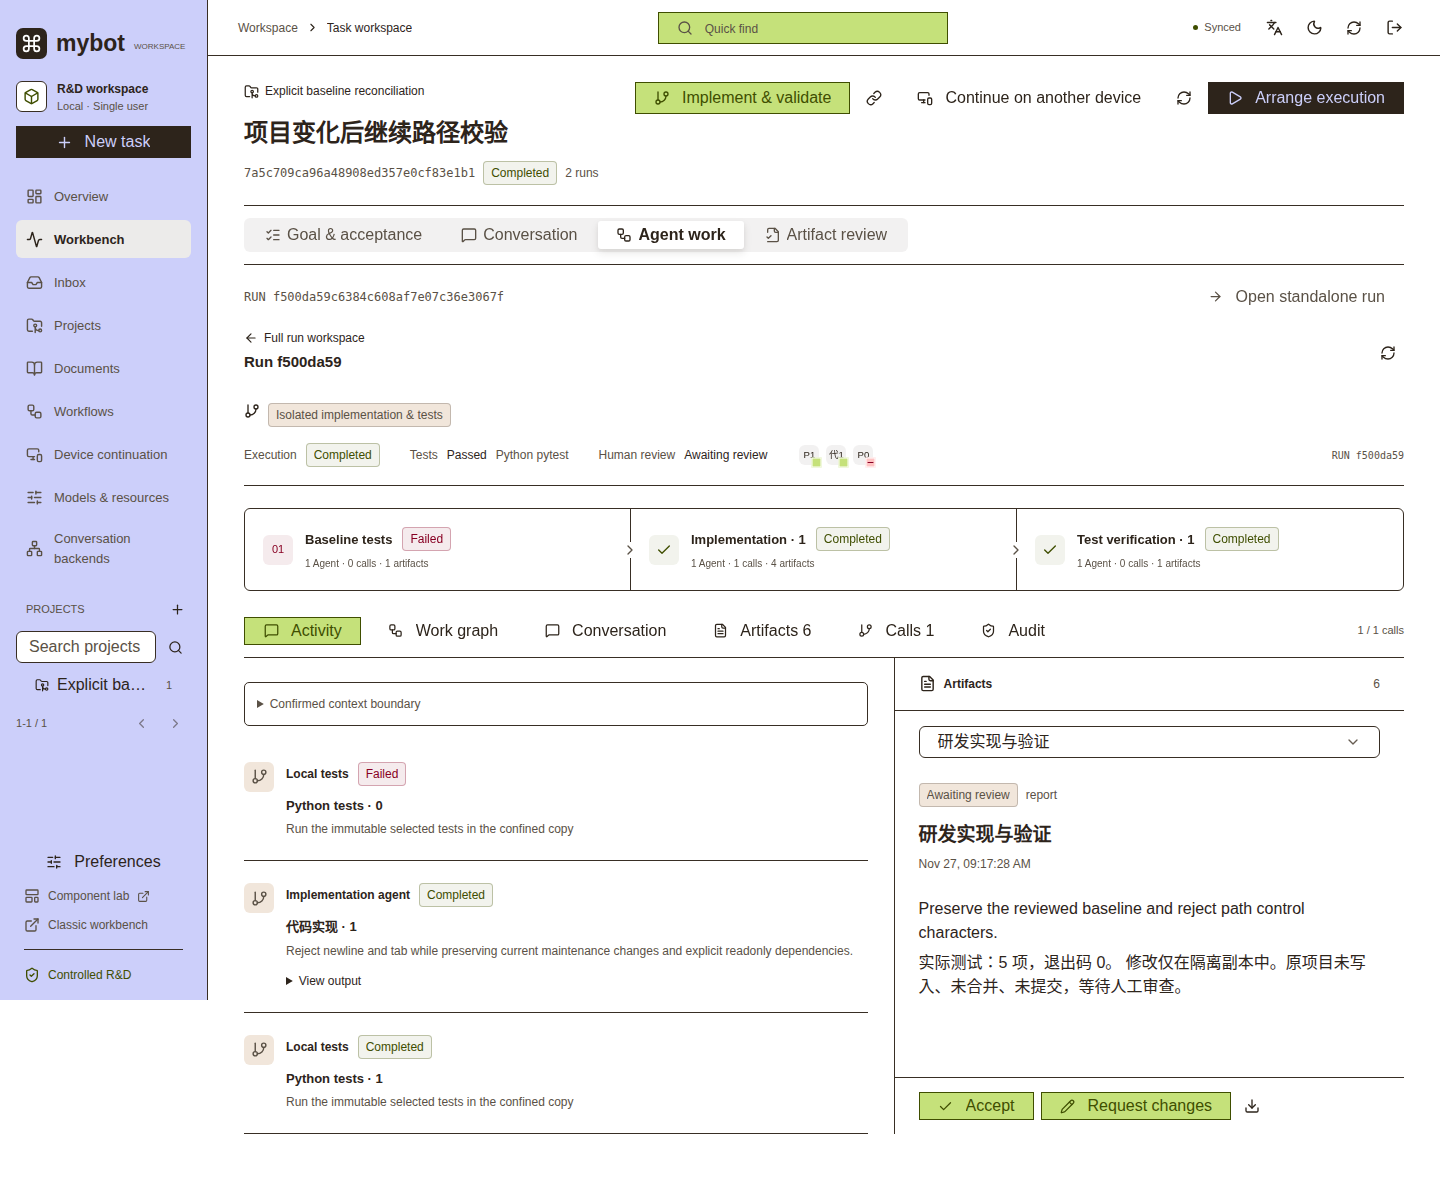 mybot WORKSPACE
R&D workspace
Local · Single user
New task
Overview
Workbench
Inbox
Projects
Documents
Workflows
Device continuation
Models & resources
Conversation
backends
PROJECTS
Search projects
Explicit ba… 1
1-1 / 1
Preferences
Component lab
Classic workbench
Controlled R&D
Workspace Task workspace
Quick find
Synced
Explicit baseline reconciliation
Implement & validate
Continue on another device
Arrange execution
项目变化后继续路径校验
7a5c709ca96a48908ed357e0cf83e1b1 Completed 2 runs
Goal & acceptance Conversation Agent work Artifact review
RUN f500da59c6384c608af7e07c36e3067f
Open standalone run
Full run workspace
Run f500da59
Isolated implementation & tests
Execution Completed Tests Passed Python pytest Human review Awaiting review P1 代1 P0 RUN f500da59
01 Baseline tests Failed
1 Agent · 0 calls · 1 artifacts
Implementation · 1 Completed
1 Agent · 1 calls · 4 artifacts
Test verification · 1 Completed
1 Agent · 0 calls · 1 artifacts
Activity Work graph Conversation Artifacts 6 Calls 1 Audit 1 / 1 calls
Confirmed context boundary
Local tests Failed
Python tests · 0
Run the immutable selected tests in the confined copy
Implementation agent Completed
代码实现 · 1
Reject newline and tab while preserving current maintenance changes and explicit readonly dependencies.
View output
Local tests Completed
Python tests · 1
Run the immutable selected tests in the confined copy
Artifacts 6
研发实现与验证
Awaiting review report
研发实现与验证
Nov 27, 09:17:28 AM
Preserve the reviewed baseline and reject path control
characters.
实际测试：5 项，退出码 0。 修改仅在隔离副本中。原项目未写
入、未合并、未提交，等待人工审查。
Accept Request changes